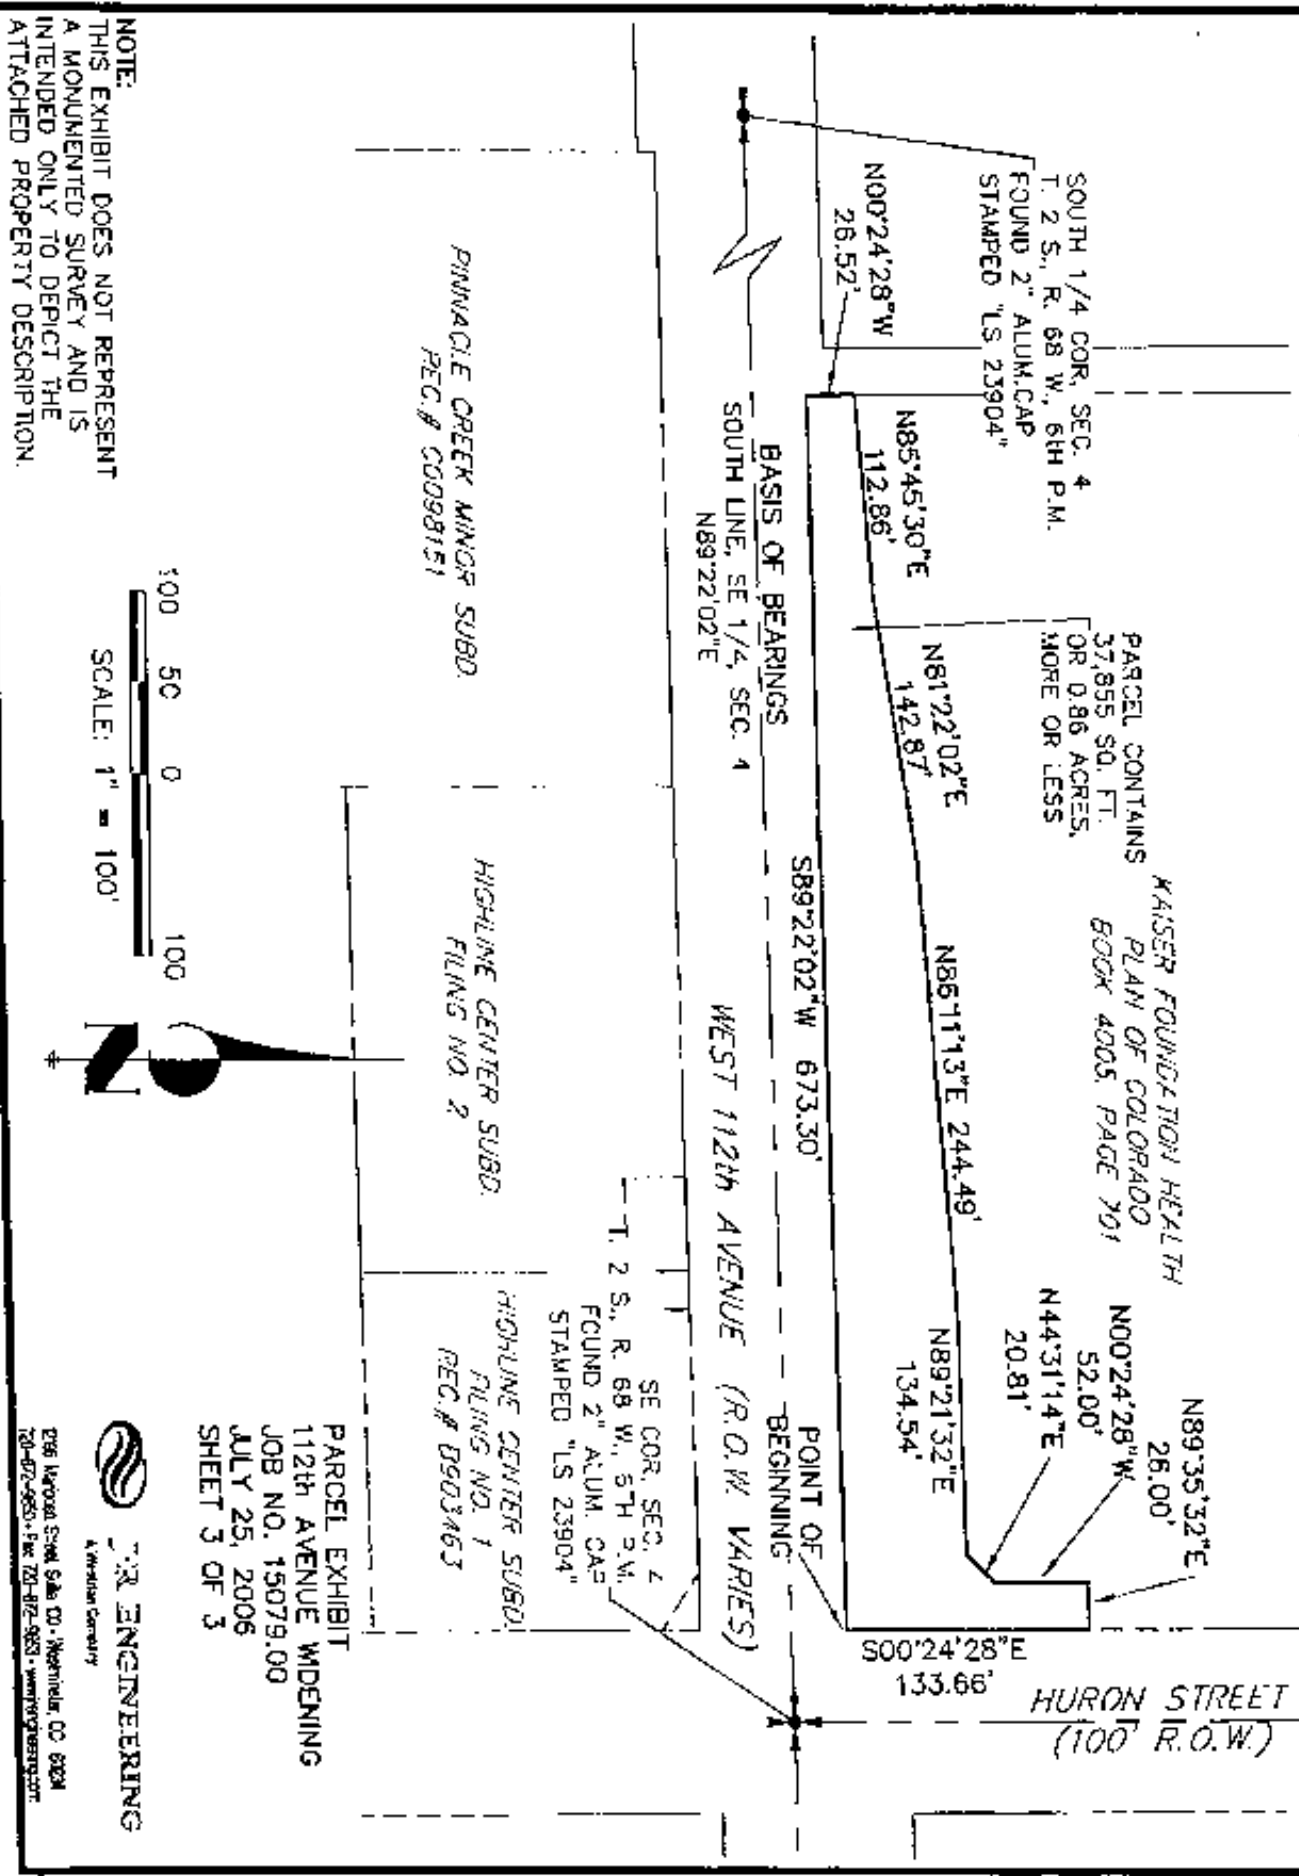 SOUTH 1/4 COR, SEC. 4
T. 2 S., R. 68 W., 6TH P.M.
FOUND 2" ALUM.CAP
STAMPED "LS 23904"
N00°24'28"W
26.52'
N85°45'30"E
112.86'
PARCEL CONTAINS
37,855 SQ. FT.
OR 0.86 ACRES,
MORE OR LESS
N81°22'02"E
142.87'
KAISER FOUNDATION HEALTH
PLAN OF COLORADO
BOOK 4005, PAGE 701
N86°11'13"E 244.49'
N89°35'32"E
26.00'
N00°24'28"W
52.00'
N44°31'14"E
20.81'
N89°21'32"E
134.54'
S89°22'02"W 673.30'
BASIS OF BEARINGS
SOUTH LINE, SE 1/4, SEC. 4
N89°22'02"E
POINT OF
BEGINNING
S00°24'28"E
133.66'
HURON STREET
(100' R.O.W.)
WEST 112th AVENUE (R.O.W. VARIES)
SE COR, SEC. 4
T. 2 S., R. 68 W., 6TH P.M.
FOUND 2" ALUM. CAP
STAMPED "LS 23904"
PINNACLE CREEK MINOR SUBD.
REC.# C0098151
HIGHLINE CENTER SUBD.
FILING NO. 2
HIGHLINE CENTER SUBD.
FILING NO. 1
REC.# B903463
NOTE:
THIS EXHIBIT DOES NOT REPRESENT
A MONUMENTED SURVEY AND IS
INTENDED ONLY TO DEPICT THE
ATTACHED PROPERTY DESCRIPTION.
100 50 0 100
SCALE: 1" = 100'
N
PARCEL EXHIBIT
112th AVENUE WIDENING
JOB NO. 15079.00
JULY 25, 2006
SHEET 3 OF 3
JR ENGINEERING
A Westrian Company